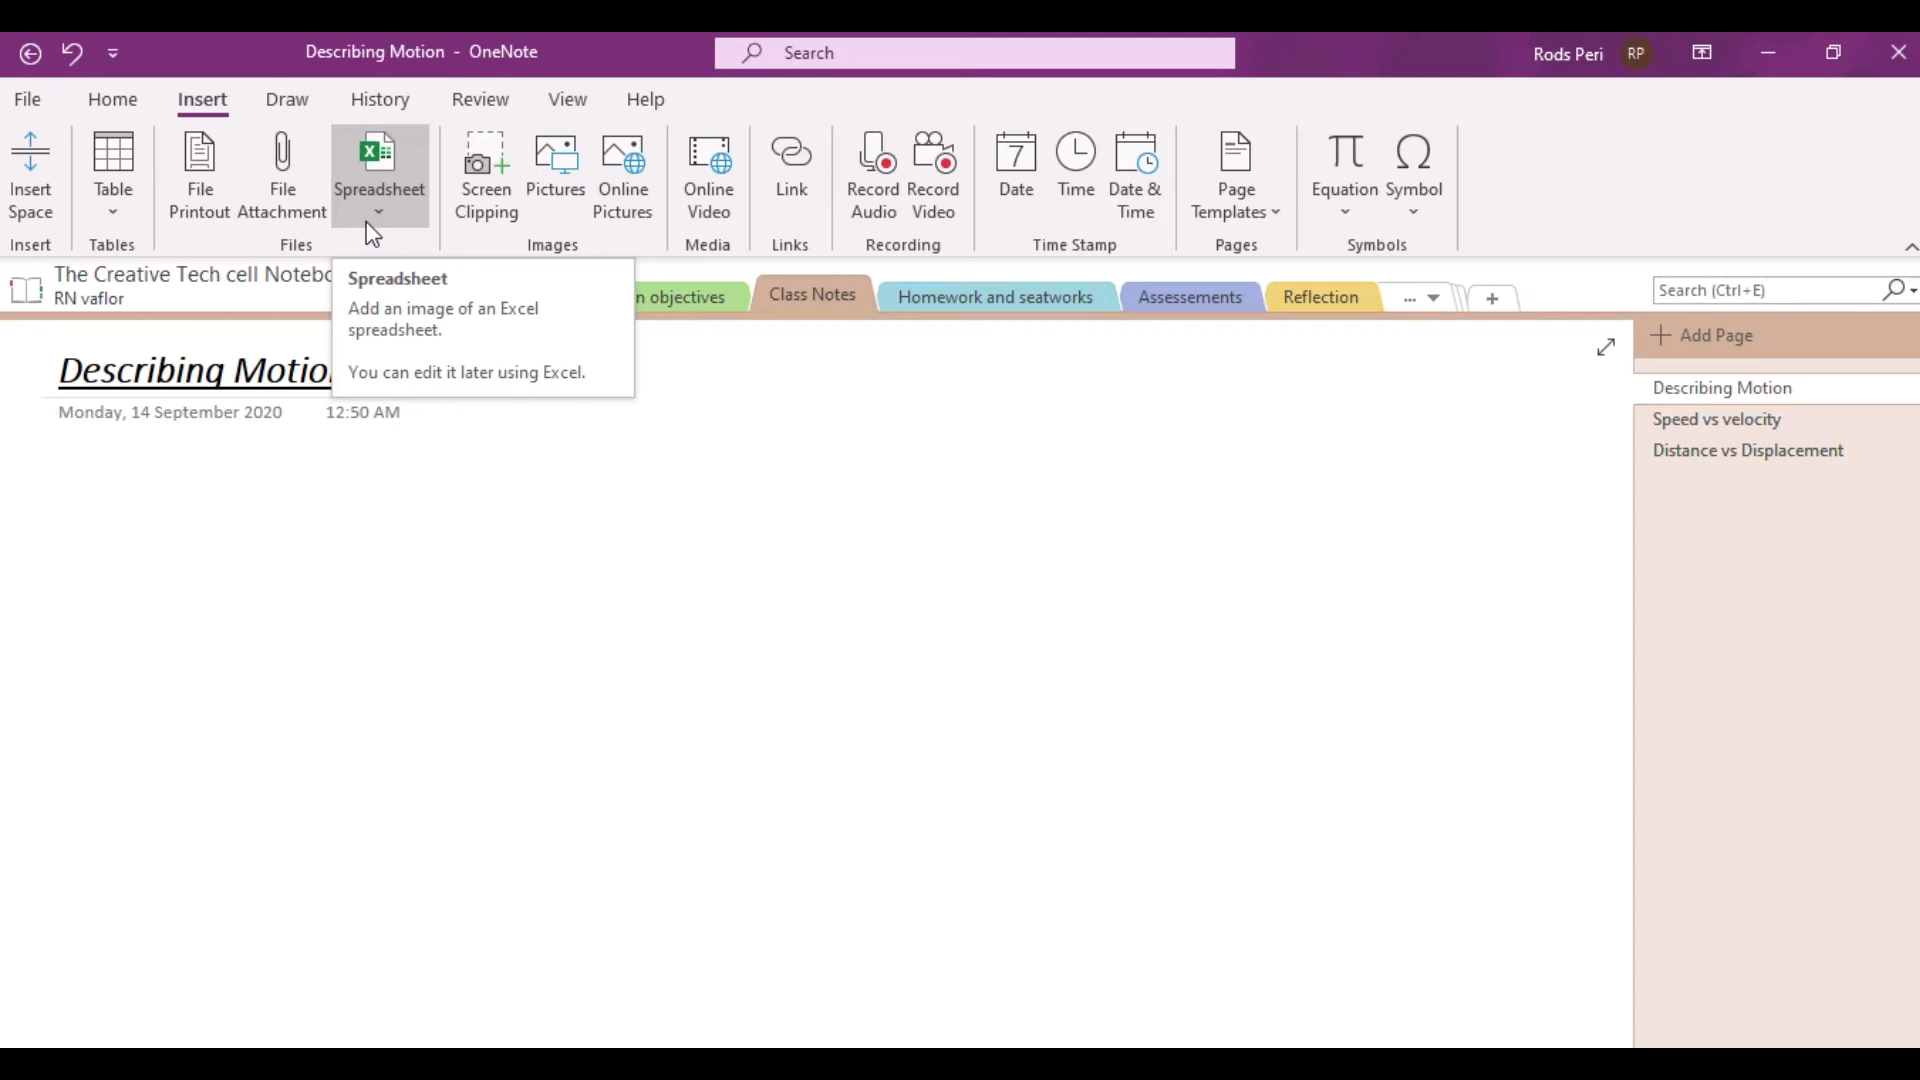 Describing Motion - OneNote
Search
Rods Peri
RP
File Home Insert Draw History Review View Help
7
Insert Space
Table
File Printout
File Attachment
Spreadsheet
Screen Clipping
Pictures
Online Pictures
Online Video
Link
Record Audio
Record Video
Date
Time
Date & Time
Page Templates
Equation
Symbol
Insert Tables Files Images Media Links Recording Time Stamp Pages Symbols
The Creative Tech cell
RN vaflor
objectives
Class Notes
Homework and seatworks
Assessements
Reflection
...
Search (Ctrl+E)
Spreadsheet
Add an image of an Excel
spreadsheet.
You can edit it later using Excel.
Describing
Monday, 14 September 2020 12:50 AM
Add Page
Describing Motion
Speed vs velocity
Distance vs Displacement